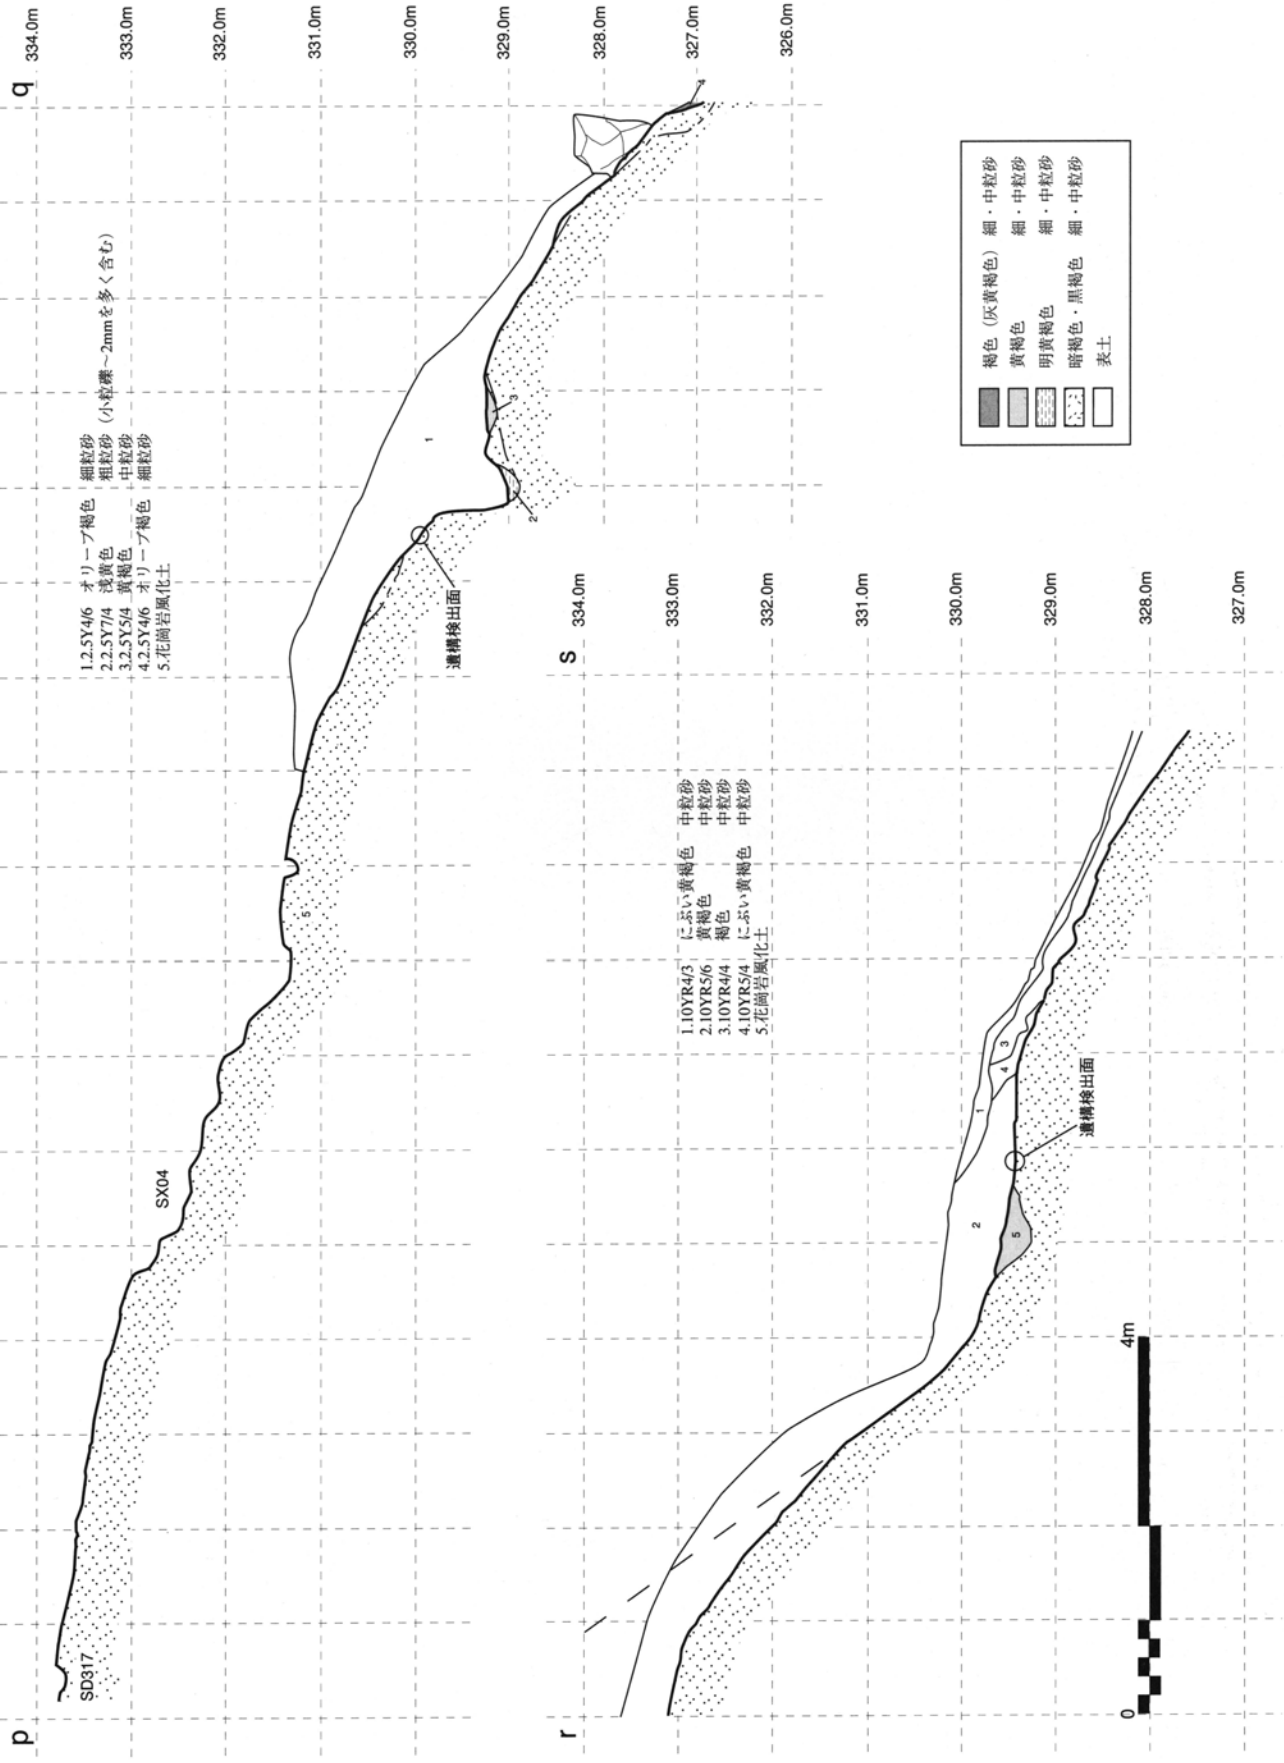 p
q
334.0m
333.0m
332.0m
331.0m
330.0m
329.0m
328.0m
327.0m
326.0m
SD317
SX04
5
1
2
3
4
遺構検出面
1.2.5Y4/6 オリーブ褐色 細粒砂
2.2.5Y7/4 浅黄色 粗粒砂（小粒礫～2mmを多く含む）
3.2.5Y5/4 黄褐色 中粒砂
4.2.5Y4/6 オリーブ褐色 細粒砂
5.花崗岩風化土
r
s
334.0m
333.0m
332.0m
331.0m
330.0m
329.0m
328.0m
327.0m
1.10YR4/3 にぶい黄褐色 中粒砂
2.10YR5/6 黄褐色 中粒砂
3.10YR4/4 褐色 中粒砂
4.10YR5/4 にぶい黄褐色 中粒砂
5.花崗岩風化土
2
5
1
4
3
遺構検出面
0
4m
褐色（灰黄褐色） 細・中粒砂
黄褐色 細・中粒砂
明黄褐色 細・中粒砂
暗褐色・黒褐色 細・中粒砂
表土